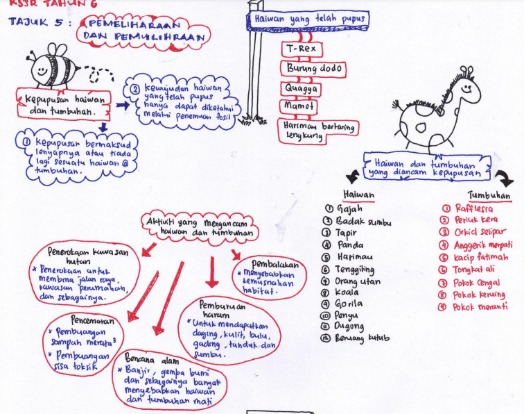 KSSR TAHUN 6
TAJUK 5 : PEMELIHARAAN
DAN PEMULIHARAAN
Kepupusan haiwan
dan tumbuhan.
② Kewujudan haiwan
yang telah pupus
hanya dapat diketahui
melalui penemuan fosil
① Kepupusan bermaksud
lenyapnya atau tiada
lagi sesuatu haiwan @
tumbuhan.
Haiwan yang telah pupus
T-Rex
Burung dodo
Quagga
Mamot
Harimau bertaring
lengkung
Haiwan dan tumbuhan
yang diancam kepupusan
Haiwan
① Gajah
② Badak sumbu
③ Tapir
④ Panda
⑤ Harimau
⑥ Tenggiling
⑦ Orang utan
⑧ Koala
⑨ Gorila
⑩ Penyu
⑪ Dugong
⑫ Beruang kutub
Tumbuhan
① Rafflesia
② Periuk kera
③ Orkid selipar
④ Anggerik merpati
⑤ Kacip fatimah
⑥ Tongkat ali
⑦ Pokok cengal
⑧ Pokok keruing
⑨ Pokok meranti
Aktiviti yang mengancam
haiwan dan tumbuhan
Penerokaan kawasan
hutan
* Penerokaan untuk
membina jalan raya,
kawasan perumahan,
dan sebagainya.
Pencemaran
* Pembuangan
sampah merata²
* Pembuangan
sisa toksik
Bencana alam
* Banjir, gempa bumi
dan sebagainya banyak
menyebabkan haiwan
dan tumbuhan mati
Pemburuan
haram
* Untuk mendapatkan
daging, kulit, bulu,
gading, tanduk dan
sumbu.
Pembalakan
* Menyebabkan
kemusnahan
habitat.